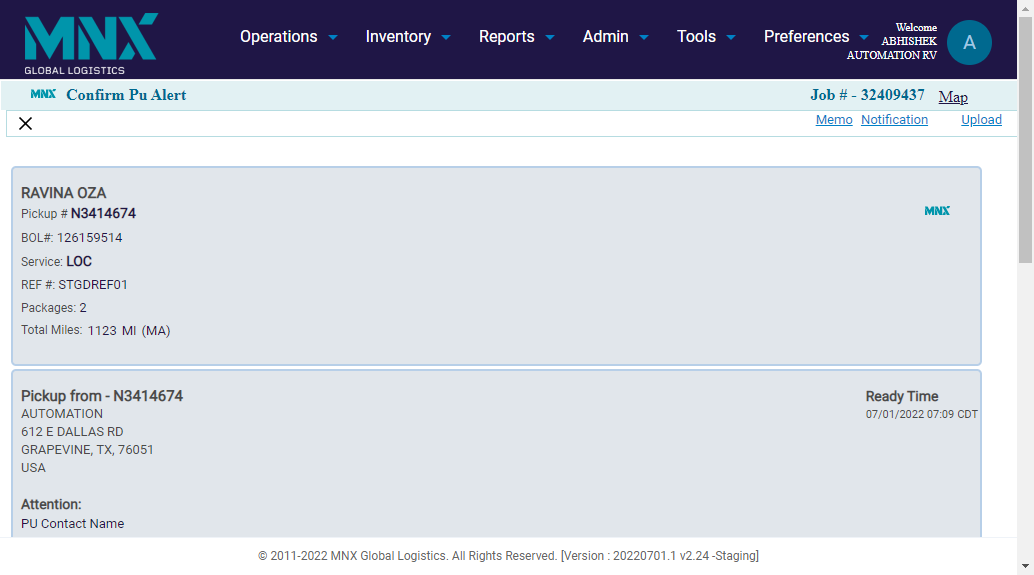 MNX
GLOBAL LOGISTICS
Operations Inventory Reports Admin Tools Preferences
Welcome
ABHISHEK
AUTOMATION RV
A
MNX Confirm Pu Alert Job # - 32409437 Map
Memo Notification Upload
RAVINA OZA
Pickup # N3414674
MNX
BOL#: 126159514
Service: LOC
REF #: STGDREF01
Packages: 2
Total Miles: 1123 MI (MA)
Pickup from - N3414674 Ready Time
AUTOMATION 07/01/2022 07:09 CDT
612 E DALLAS RD
GRAPEVINE, TX, 76051
USA
Attention:
PU Contact Name
© 2011-2022 MNX Global Logistics. All Rights Reserved. [Version : 20220701.1 v2.24 -Staging]